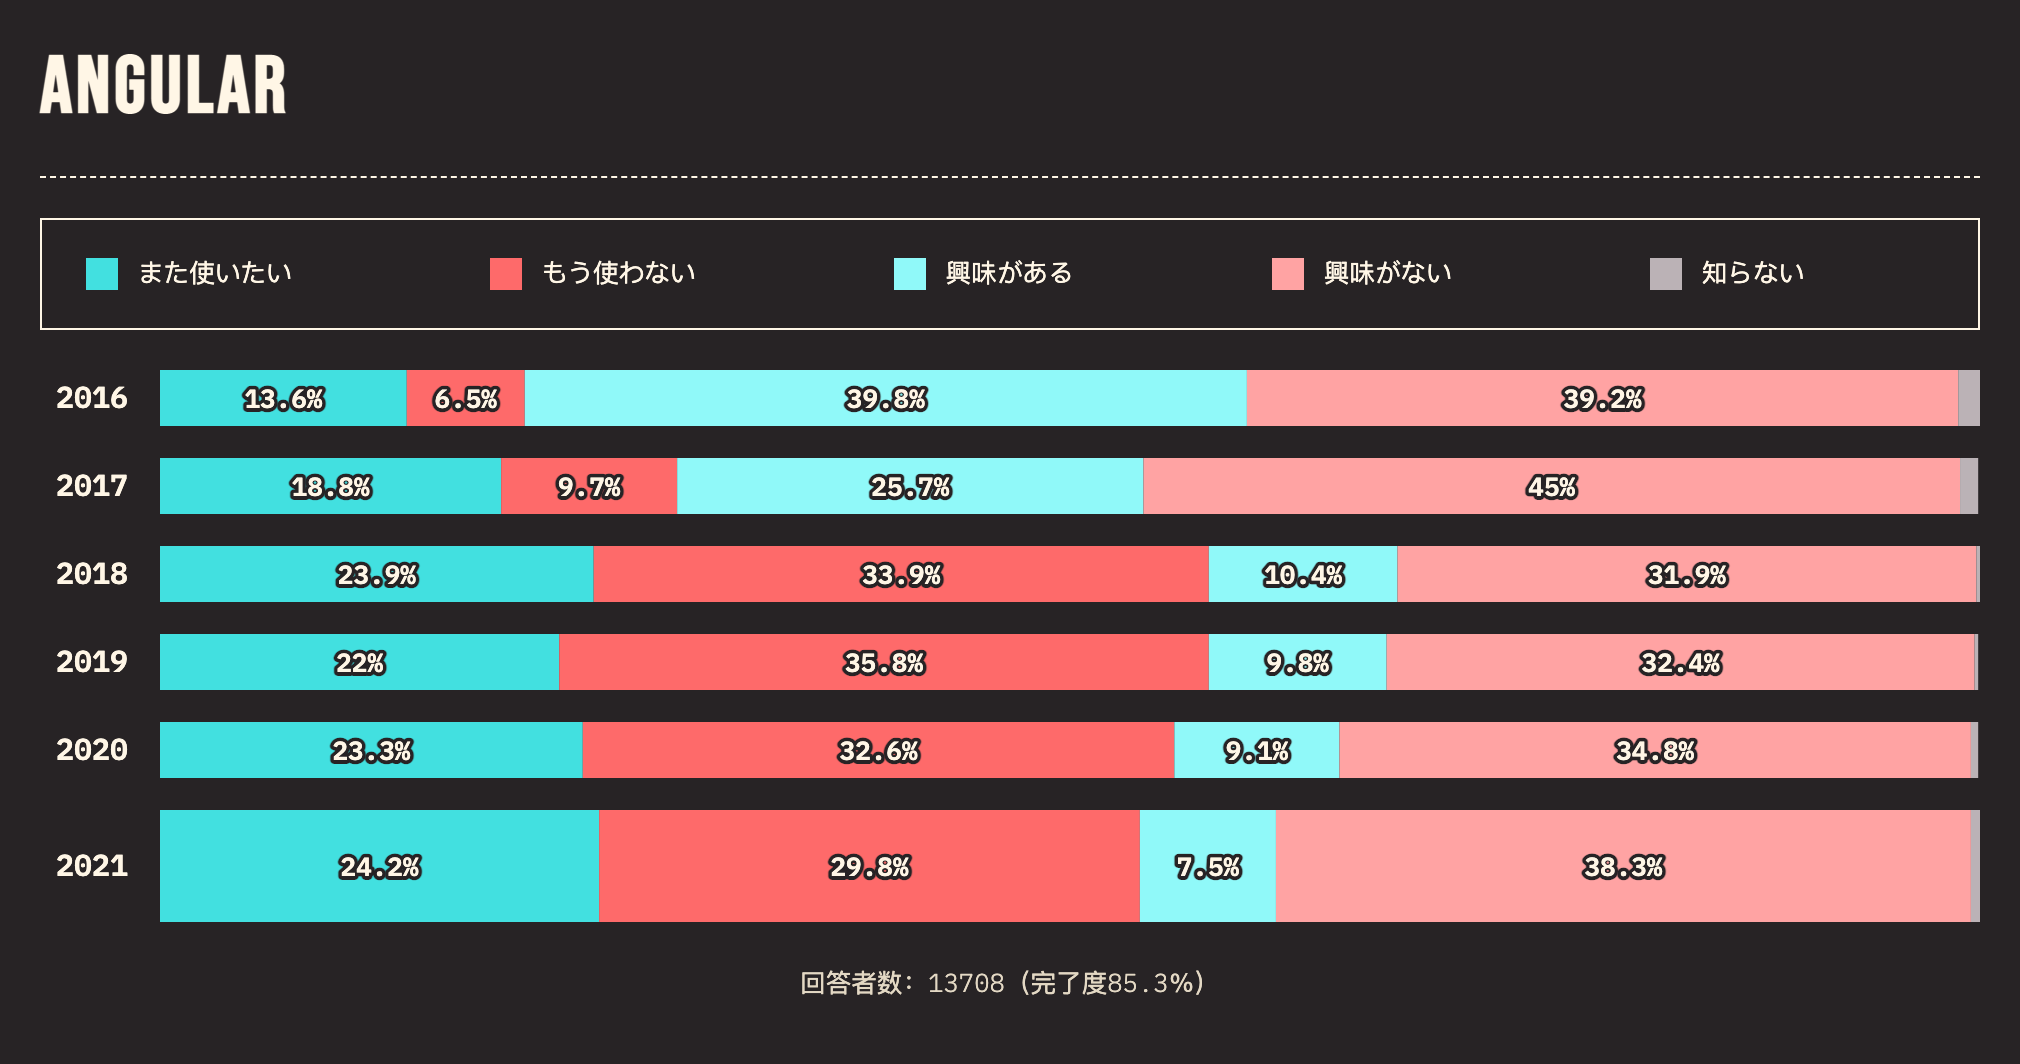 ANGULAR
また使いたい もう使わない 興味がある 興味がない 知らない
2016 13.6% 6.5% 39.8% 39.2%
2017 18.8% 9.7% 25.7% 45%
2018 23.9% 33.9% 10.4% 31.9%
2019 22% 35.8% 9.8% 32.4%
2020 23.3% 32.6% 9.1% 34.8%
2021 24.2% 29.8% 7.5% 38.3%
回答者数: 13708 (完了度85.3%)